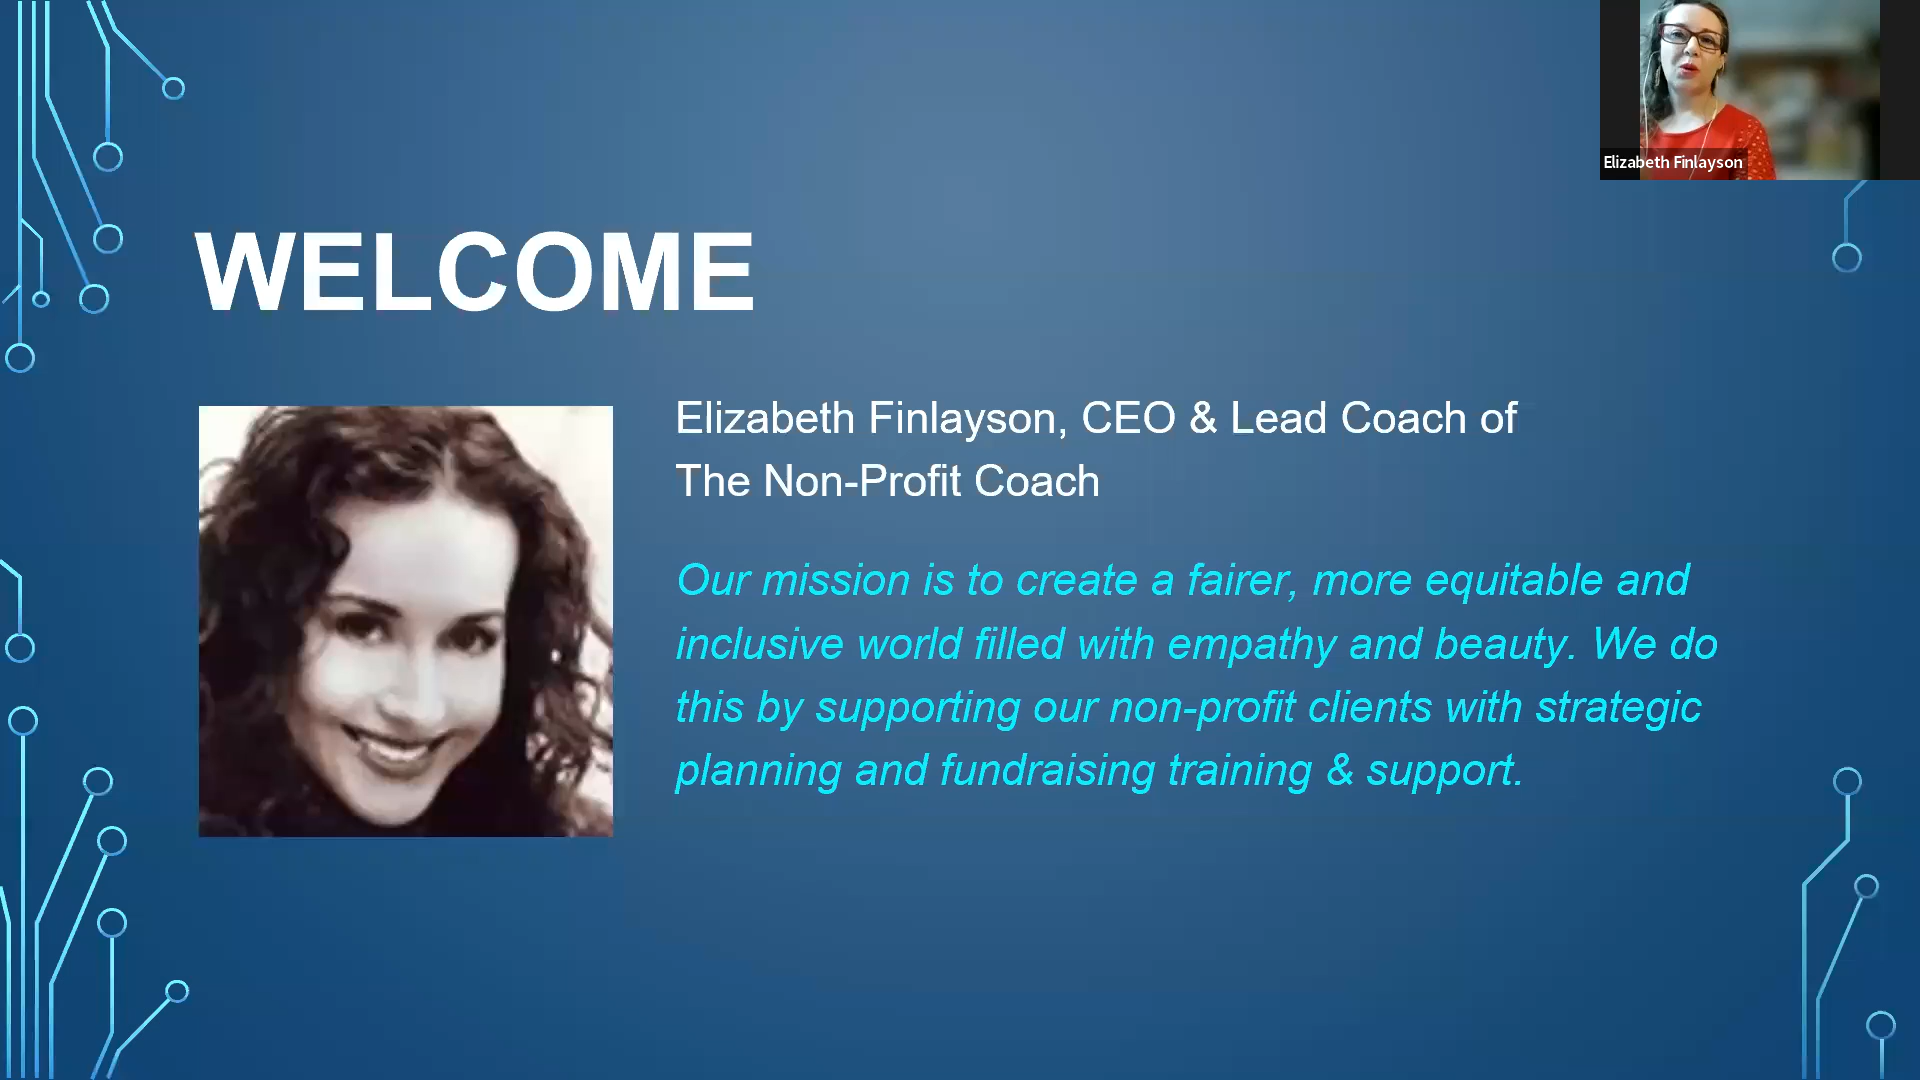 Elizabeth Finlayson
WELCOME
Elizabeth Finlayson, CEO & Lead Coach of
The Non-Profit Coach
Our mission is to create a fairer, more equitable and
inclusive world filled with empathy and beauty. We do
this by supporting our non-profit clients with strategic
planning and fundraising training & support.